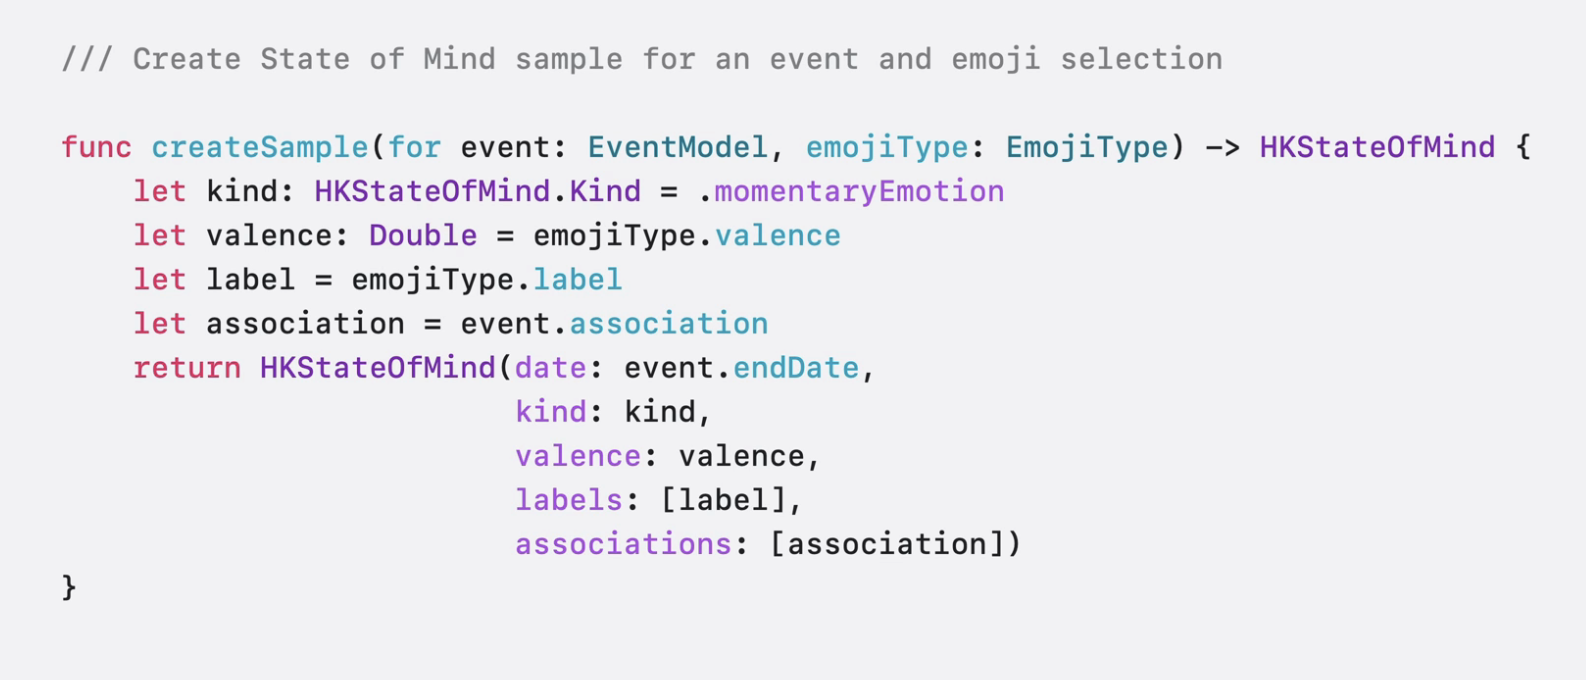 /// Create State of Mind sample for an event and emoji selection
func createSample(for event: EventModel, emojiType: EmojiType) -> HKStateOfMind {
    let kind: HKStateOfMind.Kind = .momentaryEmotion
    let valence: Double = emojiType.valence
    let label = emojiType.label
    let association = event.association
    return HKStateOfMind(date: event.endDate,
                         kind: kind,
                         valence: valence,
                         labels: [label],
                         associations: [association])
}